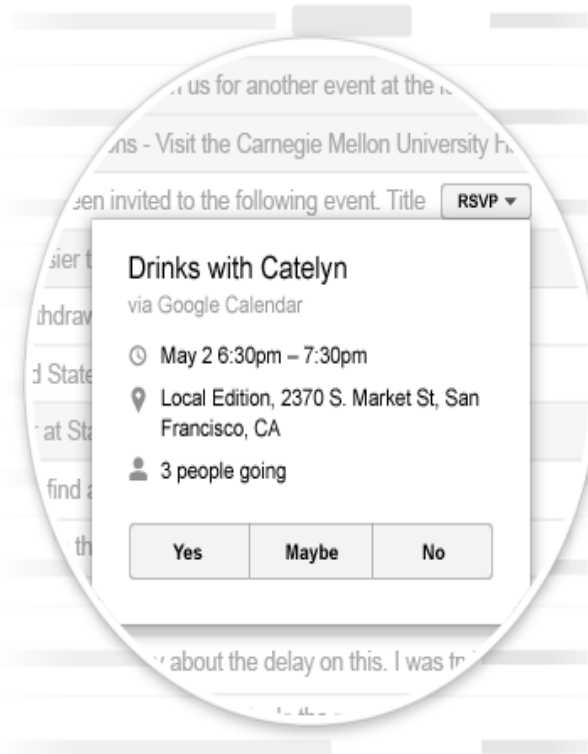 us for another event at the
- Visit the Carnegie Mellon University
een invited to the following event. Title RSVP
Drinks with Catelyn
via Google Calendar
May 2 6:30pm – 7:30pm
Local Edition, 2370 S. Market St, San
Francisco, CA
3 people going
Yes Maybe No
about the delay on this. I was